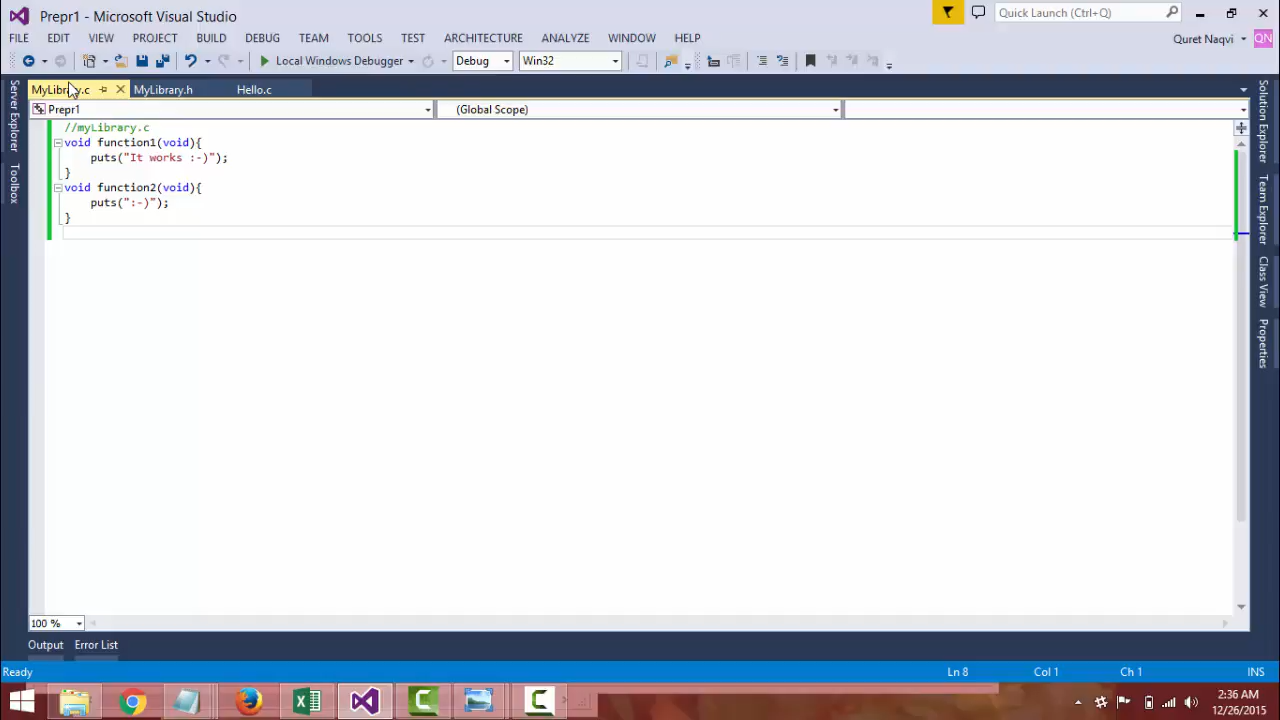 Prepr1 - Microsoft Visual Studio
Quick Launch (Ctrl+Q)
FILE EDIT VIEW PROJECT BUILD DEBUG TEAM TOOLS TEST ARCHITECTURE ANALYZE WINDOW HELP
Quret Naqvi QN
Local Windows Debugger Debug Win32
MyLibrary.c MyLibrary.h Hello.c
Prepr1 (Global Scope)
//myLibrary.c
void function1(void){
puts("It works :-)");
}
void function2(void){
puts(":-)");
}
Server Explorer
Toolbox
Solution Explorer
Team Explorer
Class View
Properties
100 %
Output Error List
Ready Ln 8 Col 1 Ch 1 INS
2:36 AM
12/26/2015